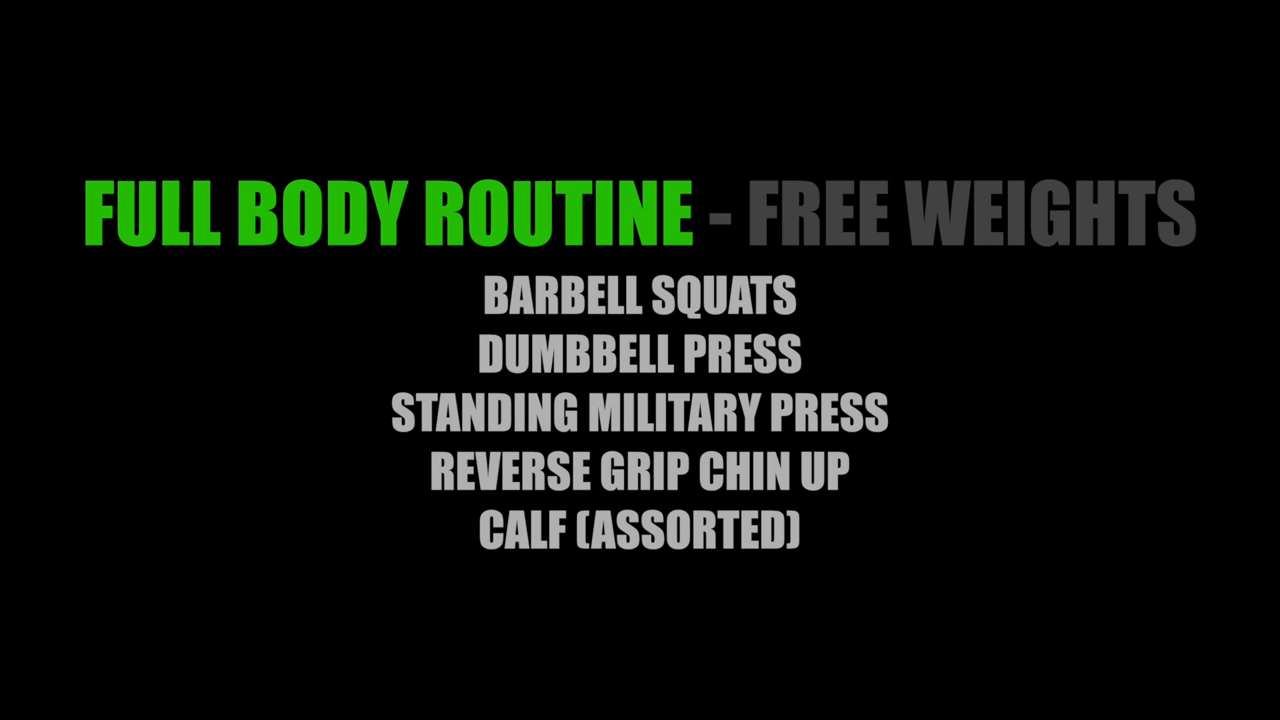 FULL BODY ROUTINE - FREE WEIGHTS
BARBELL SQUATS
DUMBBELL PRESS
STANDING MILITARY PRESS
REVERSE GRIP CHIN UP
CALF (ASSORTED)